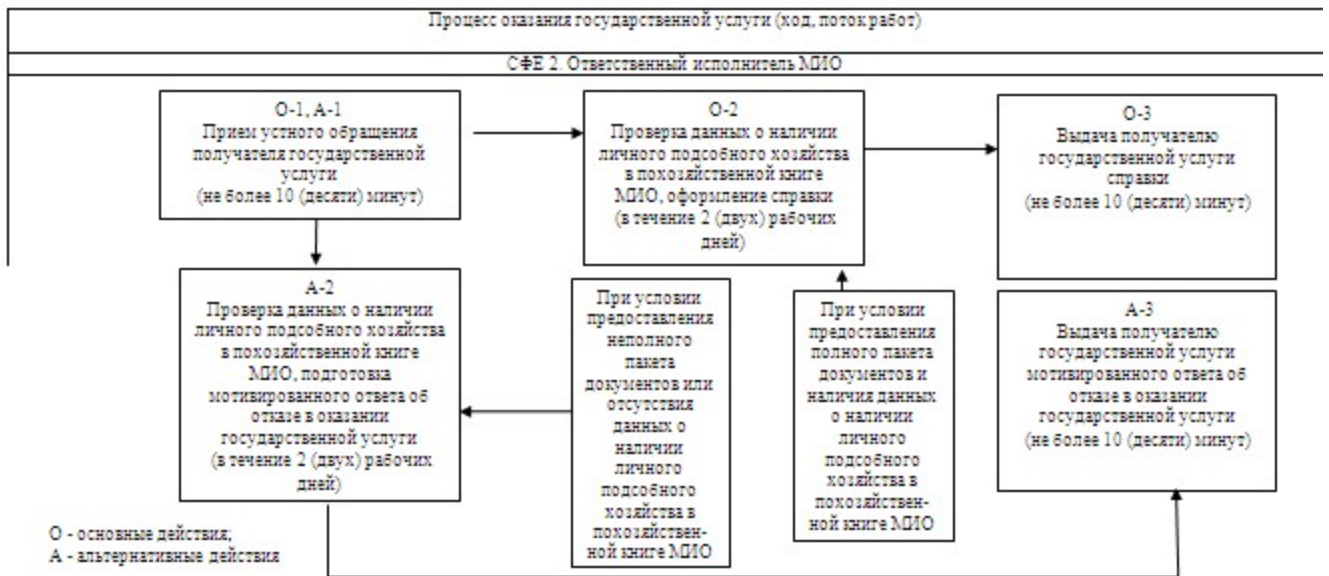 Процесс оказания государственной услуги (ход, поток работ)
СФЕ 2. Ответственный исполнитель МИО
О-1, А-1
Прием устного обращения
получателя государственной
услуги
(не более 10 (десяти) минут)
О-2
Проверка данных о наличии
личного подсобного хозяйства
в похозяйственной книге
МИО, оформление справки
(в течение 2 (двух) рабочих
дней)
О-3
Выдача получателю
государственной услуги
справки
(не более 10 (десяти) минут)
А-2
Проверка данных о наличии
личного подсобного хозяйства
в похозяйственной книге
МИО, подготовка
мотивированного ответа об
отказе в оказании
государственной услуги
(в течение 2 (двух) рабочих
дней)
При условии
предоставления
неполного
пакета
документов или
отсутствия
данных о
наличии
личного
подсобного
хозяйства в
похозяйствен-
ной книге МИО
При условии
предоставления
полного пакета
документов и
наличия данных
о наличии
личного
подсобного
хозяйства в
похозяйствен-
ной книге МИО
А-3
Выдача получателю
государственной услуги
мотивированного ответа об
отказе в оказании
государственной услуги
(не более 10 (десяти) минут)
О - основные действия;
А - альтернативные действия